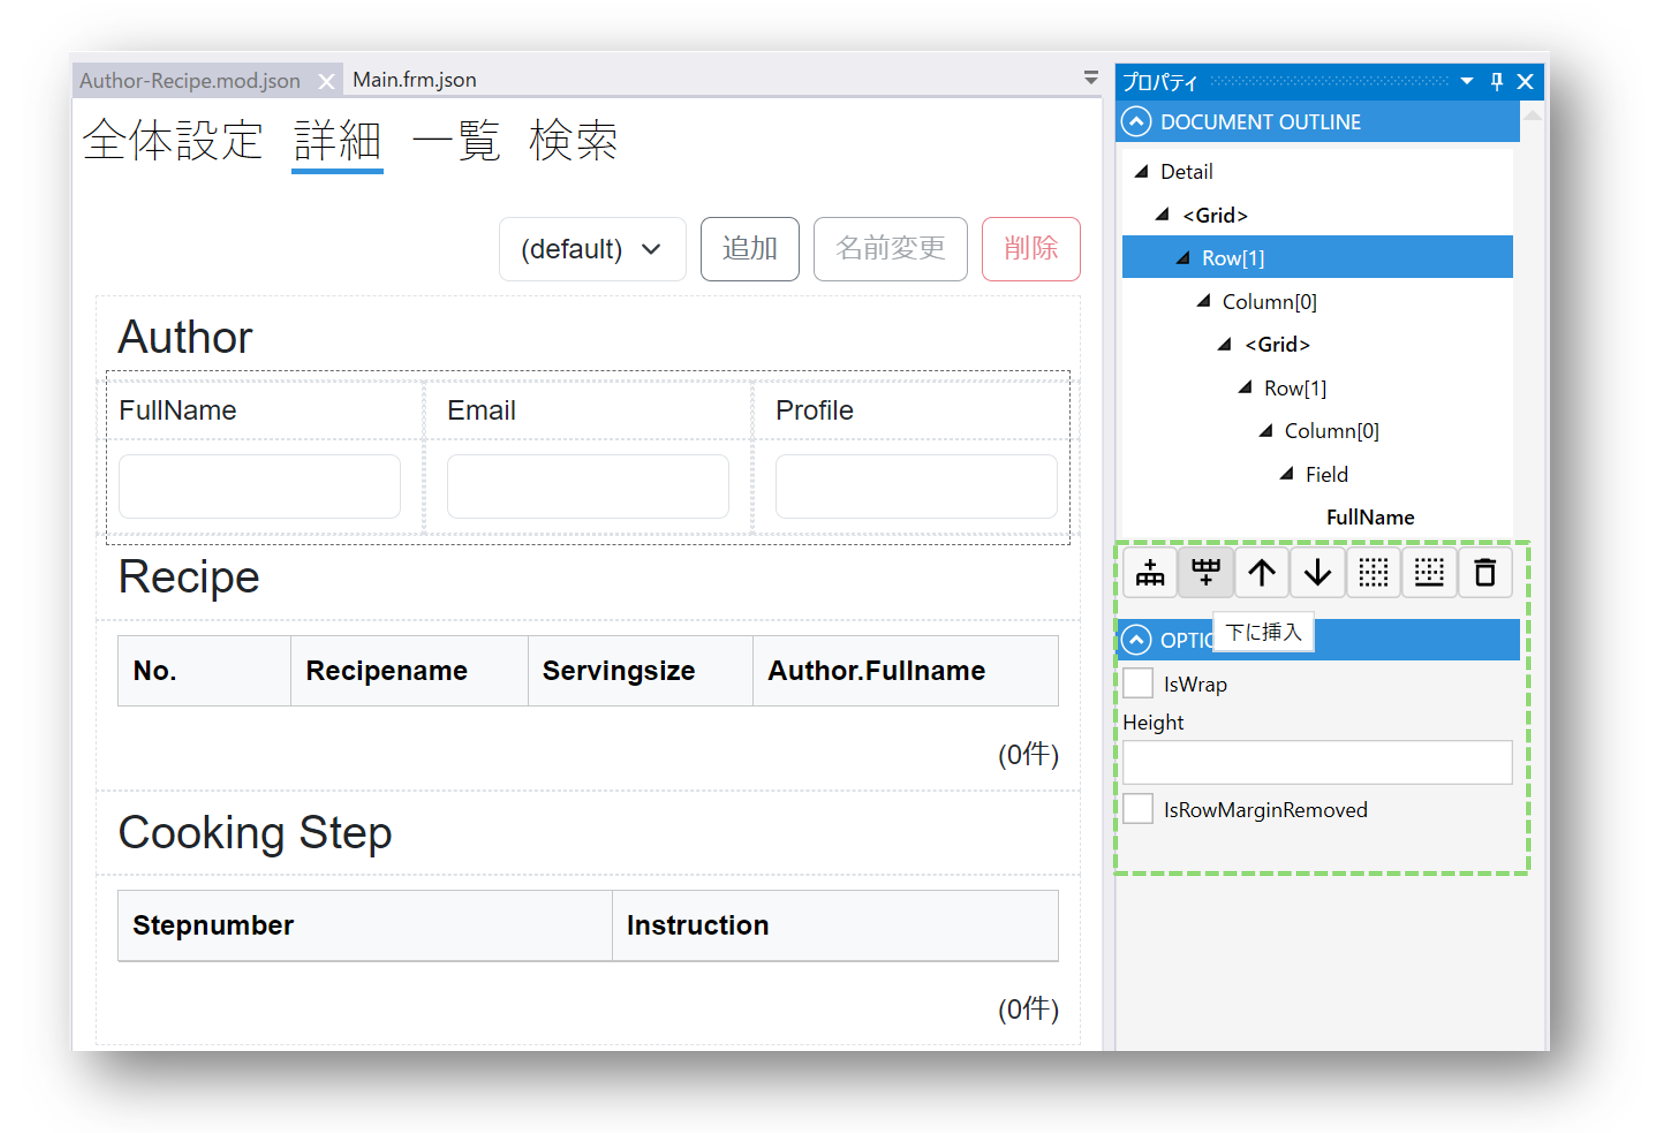 Author-Recipe.mod.json
Main.frm.json
全体設定 詳細 一覧 検索
(default)
追加
名前変更
削除
Author
FullName Email Profile
Recipe
No. Recipename Servingsize Author.Fullname
(0件)
Cooking Step
Stepnumber Instruction
(0件)
プロパティ
DOCUMENT OUTLINE
Detail
<Grid>
Row[1]
Column[0]
<Grid>
Row[1]
Column[0]
Field
FullName
OPTIO
下に挿入
IsWrap
Height
IsRowMarginRemoved